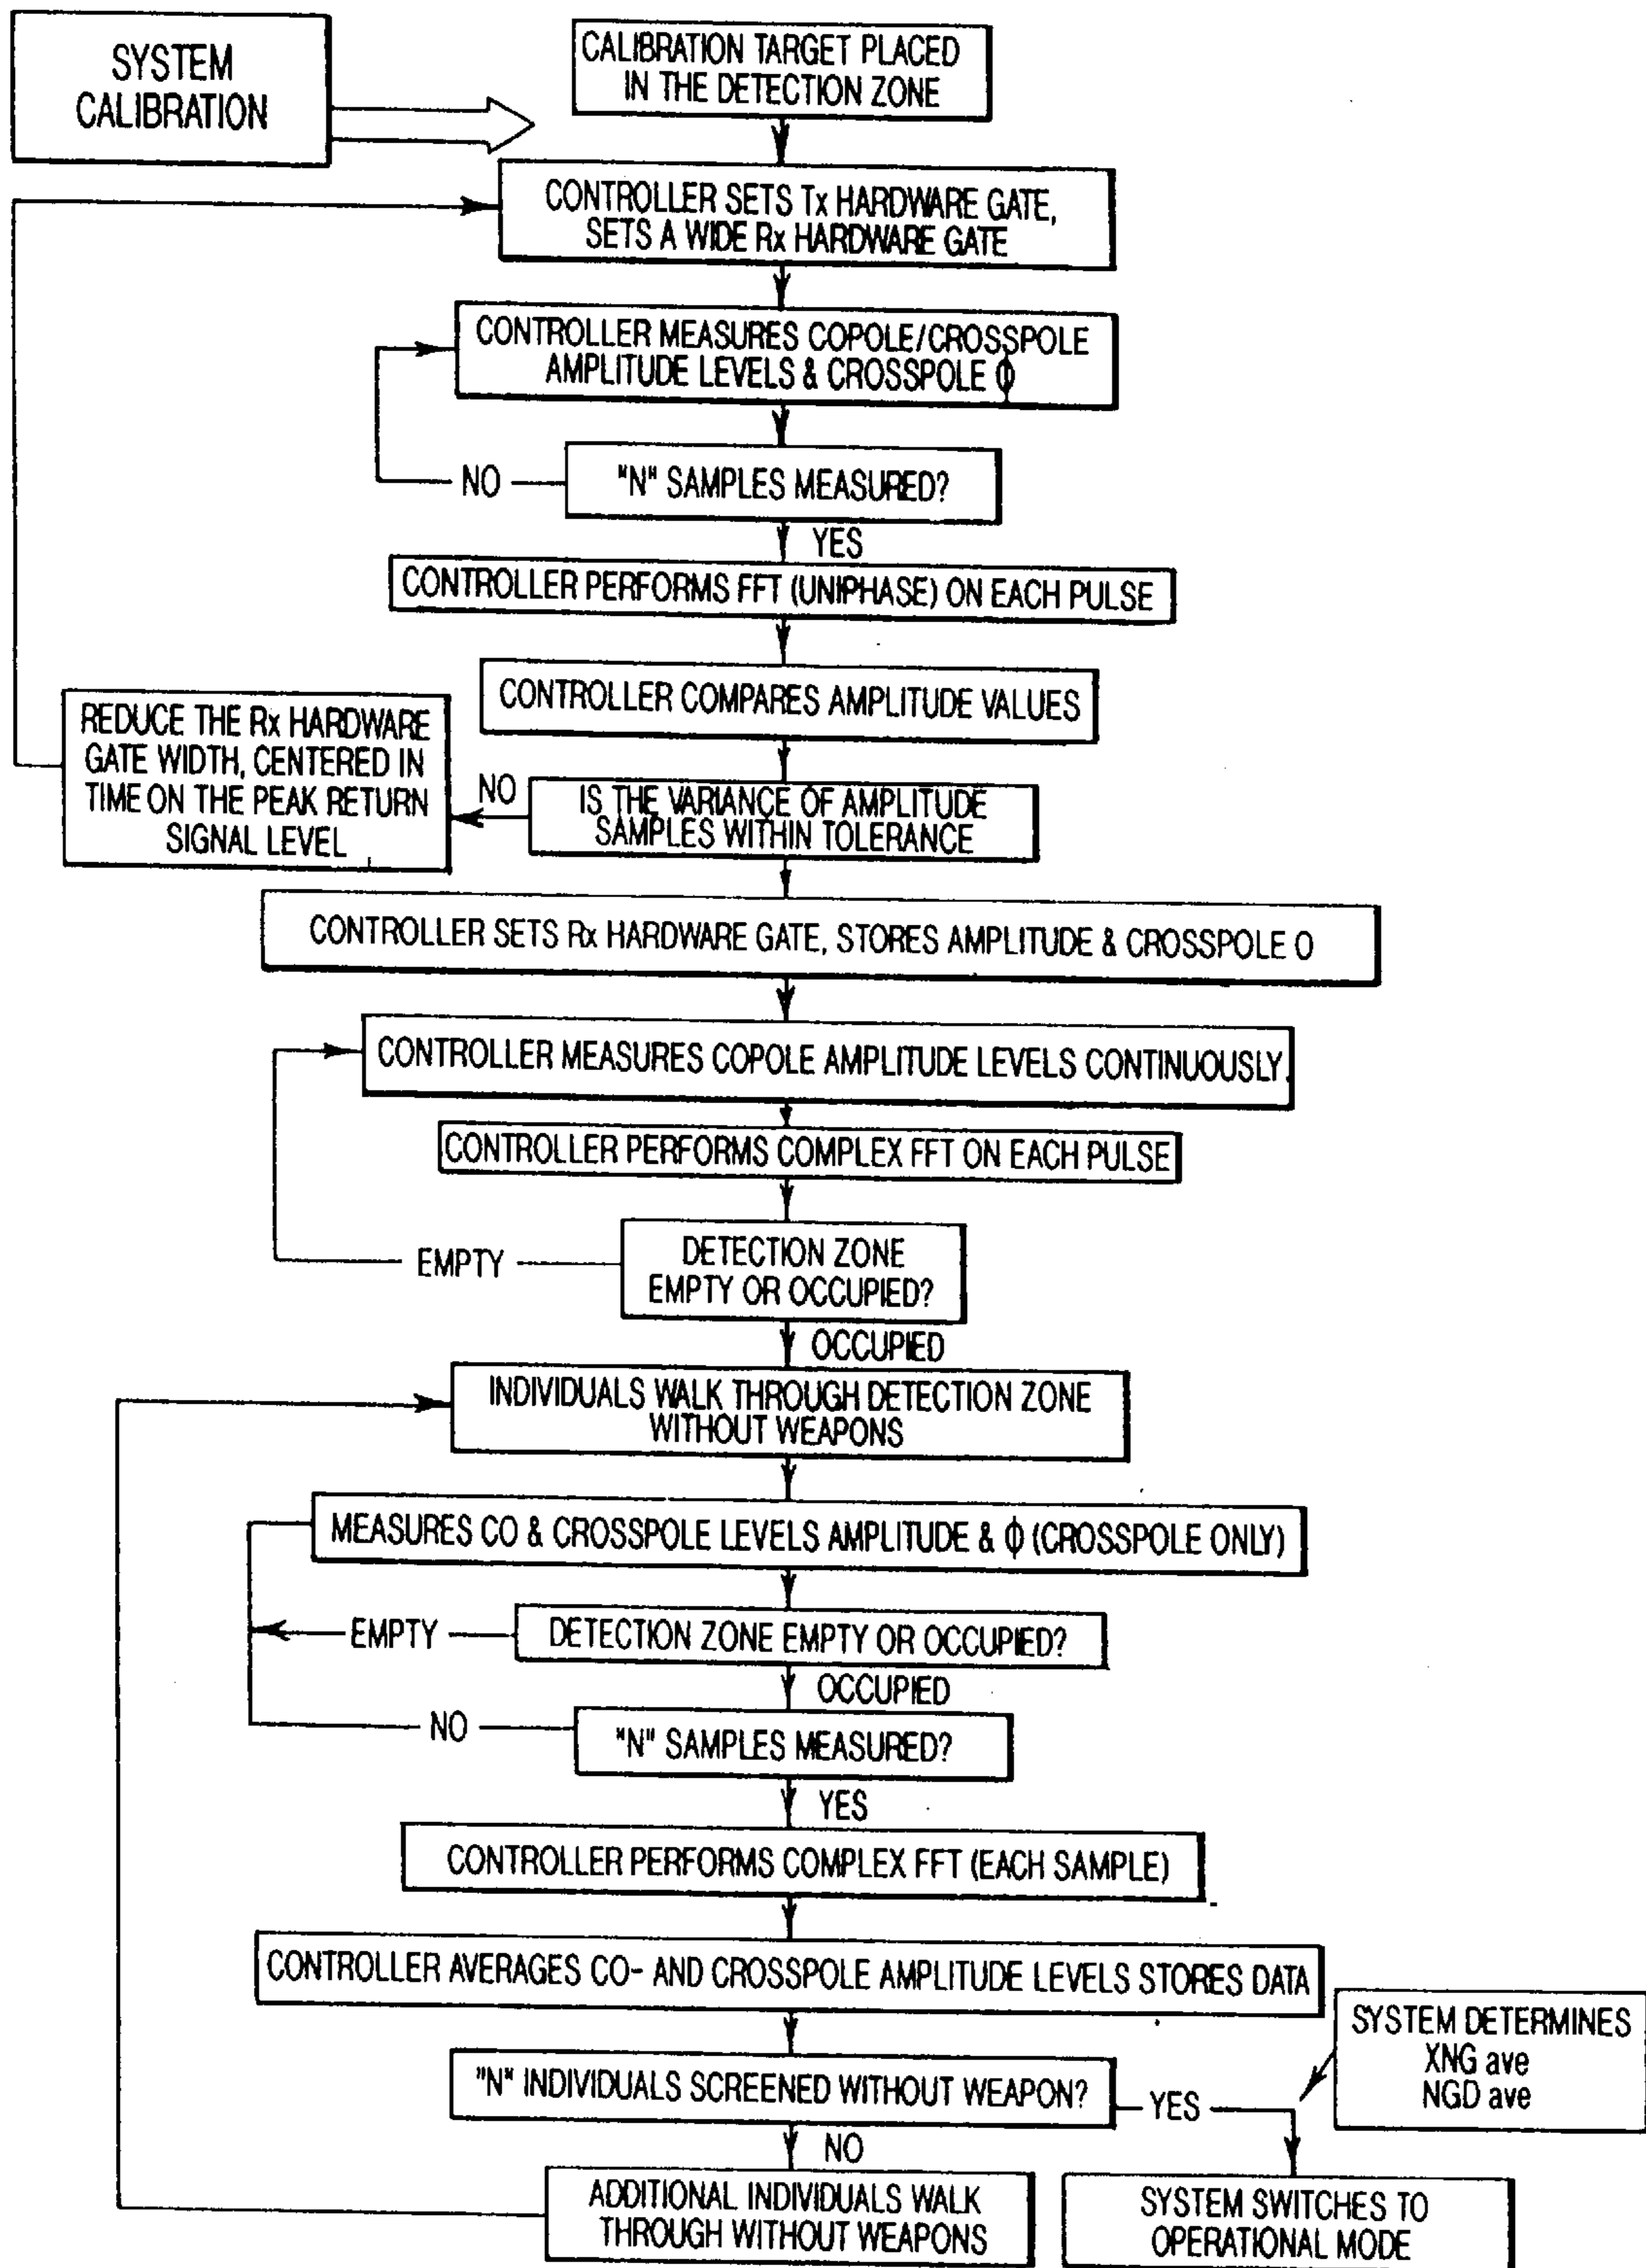 SYSTEM
CALIBRATION
CALIBRATION TARGET PLACED
IN THE DETECTION ZONE
CONTROLLER SETS Tx HARDWARE GATE,
SETS A WIDE Rx HARDWARE GATE
CONTROLLER MEASURES COPOLE/CROSSPOLE
AMPLITUDE LEVELS & CROSSPOLE ϕ
NO
"N" SAMPLES MEASURED?
YES
CONTROLLER PERFORMS FFT (UNIPHASE) ON EACH PULSE
CONTROLLER COMPARES AMPLITUDE VALUES
REDUCE THE Rx HARDWARE
GATE WIDTH, CENTERED IN
TIME ON THE PEAK RETURN
SIGNAL LEVEL
NO
IS THE VARIANCE OF AMPLITUDE
SAMPLES WITHIN TOLERANCE
CONTROLLER SETS Rx HARDWARE GATE, STORES AMPLITUDE & CROSSPOLE O
CONTROLLER MEASURES COPOLE AMPLITUDE LEVELS CONTINUOUSLY.
CONTROLLER PERFORMS COMPLEX FFT ON EACH PULSE
EMPTY
DETECTION ZONE
EMPTY OR OCCUPIED?
OCCUPIED
INDIVIDUALS WALK THROUGH DETECTION ZONE
WITHOUT WEAPONS
MEASURES CO & CROSSPOLE LEVELS AMPLITUDE & ϕ (CROSSPOLE ONLY)
EMPTY
DETECTION ZONE EMPTY OR OCCUPIED?
OCCUPIED
NO
"N" SAMPLES MEASURED?
YES
CONTROLLER PERFORMS COMPLEX FFT (EACH SAMPLE)
CONTROLLER AVERAGES CO- AND CROSSPOLE AMPLITUDE LEVELS STORES DATA
SYSTEM DETERMINES
XNG ave
NGD ave
"N" INDIVIDUALS SCREENED WITHOUT WEAPON?
YES
NO
ADDITIONAL INDIVIDUALS WALK
THROUGH WITHOUT WEAPONS
SYSTEM SWITCHES TO
OPERATIONAL MODE